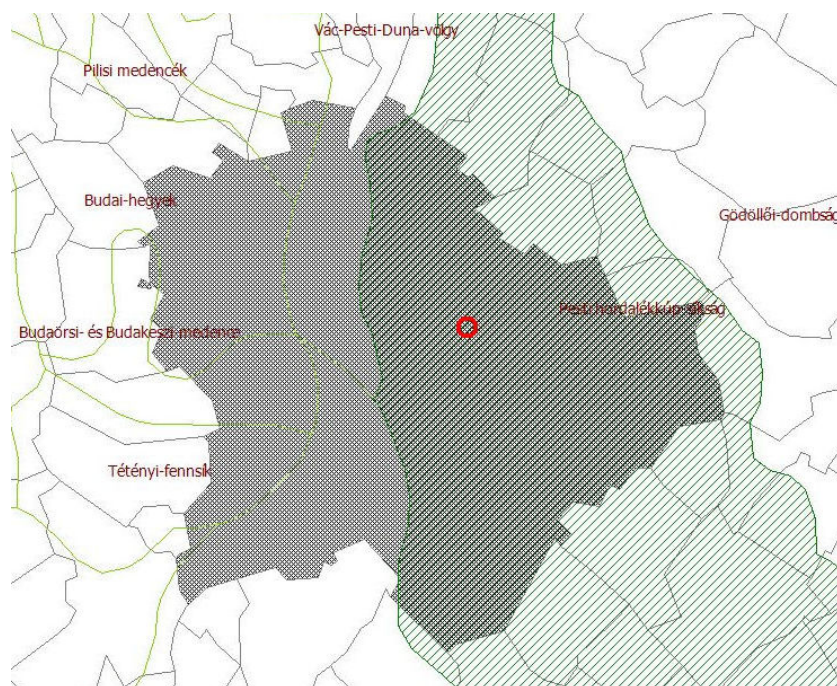 Vác-Pesti-Duna-völgy
Pilisi medencék
Budai-hegyek
Gödöllői-dombság
Pesti hordalékkúp-síkság
Budaörsi- és Budakeszi-medence
Tétényi-fennsík